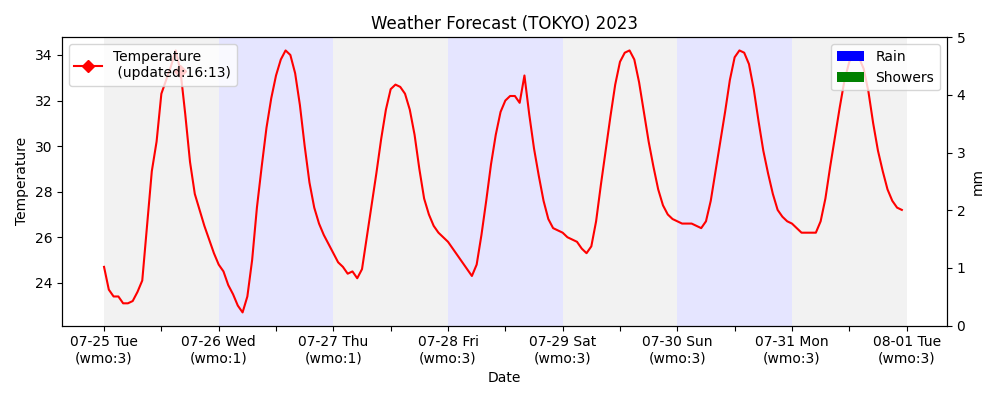 Weather Forecast (TOKYO) 2023
Temperature
(updated:16:13)
Rain
Showers
34
32
30
28
26
24
Temperature
5
4
3
2
1
0
mm
07-25 Tue
(wmo:3)
07-26 Wed
(wmo:1)
07-27 Thu
(wmo:1)
07-28 Fri
(wmo:3)
07-29 Sat
(wmo:3)
07-30 Sun
(wmo:3)
07-31 Mon
(wmo:3)
08-01 Tue
(wmo:3)
Date